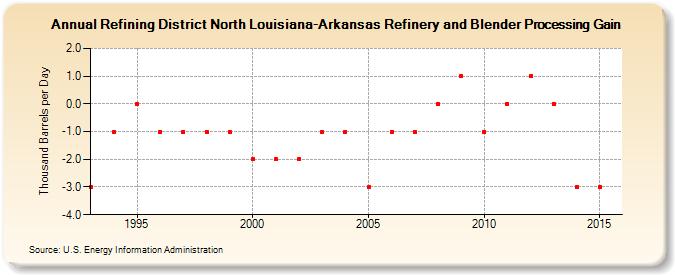 Annual Refining District North Louisiana-Arkansas Refinery and Blender Processing Gain
Thousand Barrels per Day
2.0
1.0
0.0
-1.0
-2.0
-3.0
-4.0
1995 2000 2005 2010 2015
Source: U.S. Energy Information Administration